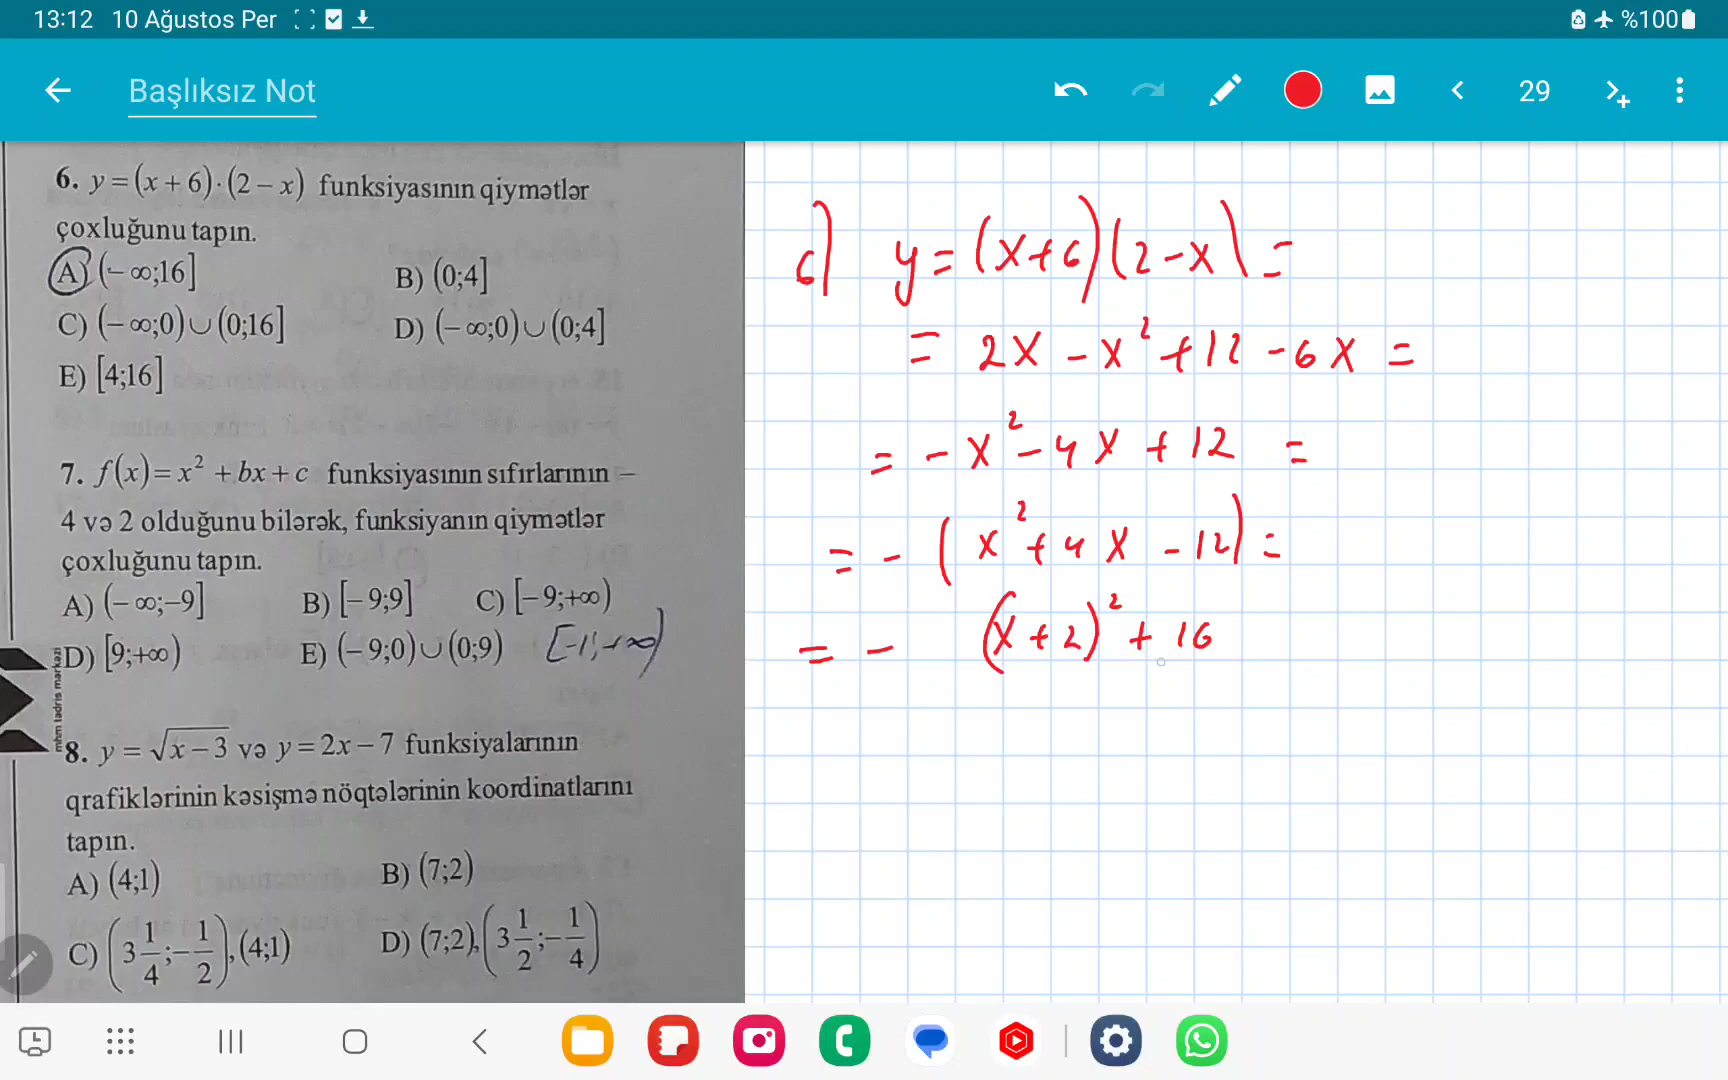 13:12 10 Ağustos Per %100
Başlıksız Not 29
6. y=(x+6)·(2−x) funksiyasının qiymətlər
çoxluğunu tapın.
A) (−∞;16] B) (0;4]
C) (−∞;0)∪(0;16] D) (−∞;0)∪(0;4]
E) [4;16]
7. f(x)=x²+bx+c funksiyasının sıfırlarının −
4 və 2 olduğunu bilərək, funksiyanın qiymətlər
çoxluğunu tapın.
A) (−∞;−9] B) [−9;9] C) [−9;+∞)
D) [9;+∞) E) (−9;0)∪(0;9) [-1;+∞)
mhm tədris mərkəzi
8. y=√x−3 və y=2x−7 funksiyalarının
qrafiklərinin kəsişmə nöqtələrinin koordinatlarını
tapın.
A) (4;1) B) (7;2)
C) (3 1/4;−1/2),(4;1) D) (7;2),(3 1/2;−1/4)
6) y=(x+6)(2-x)=
= 2x-x²+12-6x=
= -x²-4x+12 =
= -(x²+4x-12)=
= - (x+2)²+16